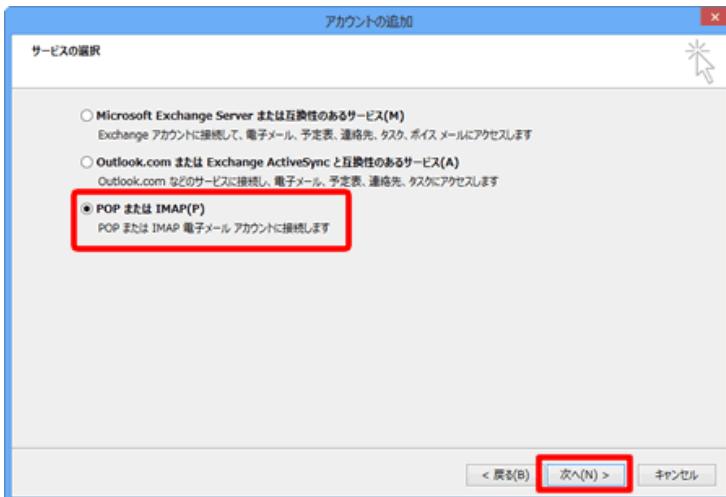 アカウントの追加
サービスの選択
Microsoft Exchange Server または互換性のあるサービス(M)
Exchange アカウントに接続して、電子メール、予定表、連絡先、タスク、ボイス メールにアクセスします
Outlook.com または Exchange ActiveSync と互換性のあるサービス(A)
Outlook.com などのサービスに接続し、電子メール、予定表、連絡先、タスクにアクセスします
POP または IMAP(P)
POP または IMAP 電子メール アカウントに接続します
< 戻る(B) 次へ(N) > キャンセル